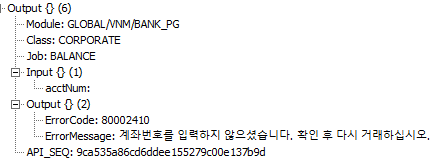 Output {} (6)
Module: GLOBAL/VNM/BANK_PG
Class: CORPORATE
Job: BALANCE
Input {} (1)
acctNum:
Output {} (2)
ErrorCode: 80002410
ErrorMessage: 계좌번호를 입력하지 않으셨습니다. 확인 후 다시 거래하십시오.
API_SEQ: 9ca535a86cd6ddee155279c00e137b9d